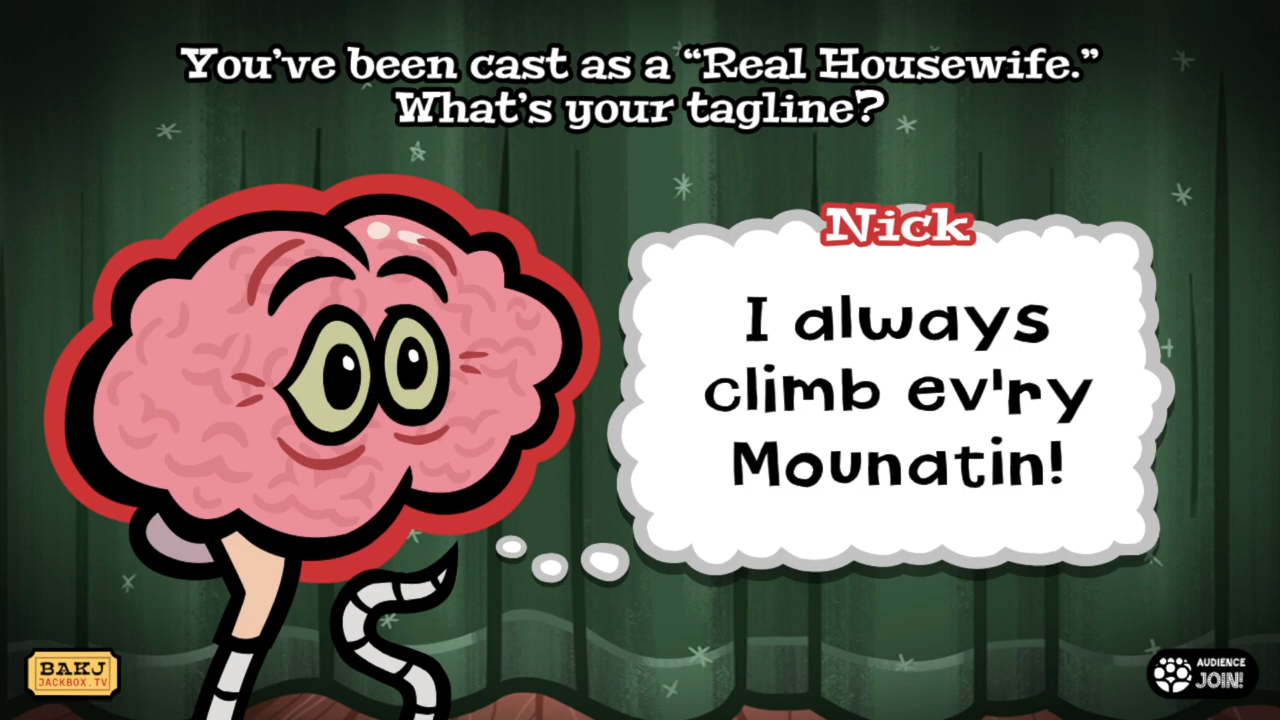 You've been cast as a “Real Housewife.”
What's your tagline?
Nick
I always
climb ev'ry
Mounatin!
BAKJ
JACKBOX.TV
AUDIENCE
JOIN!